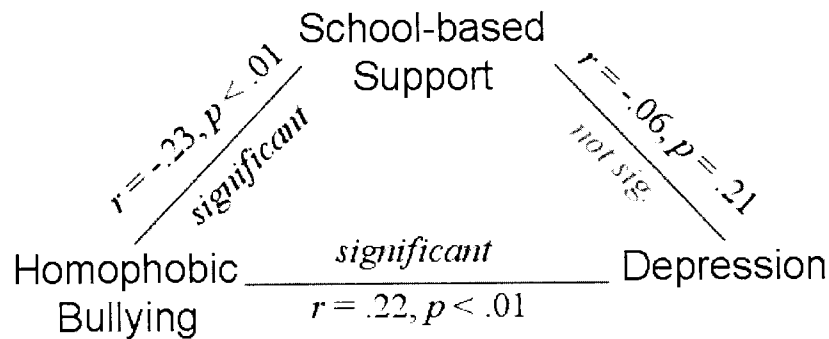 School-based
Support
r = -.23, p < .01
significant
r = -.06, p = .21
not sig.
Homophobic
Bullying
significant
r = .22, p < .01
Depression